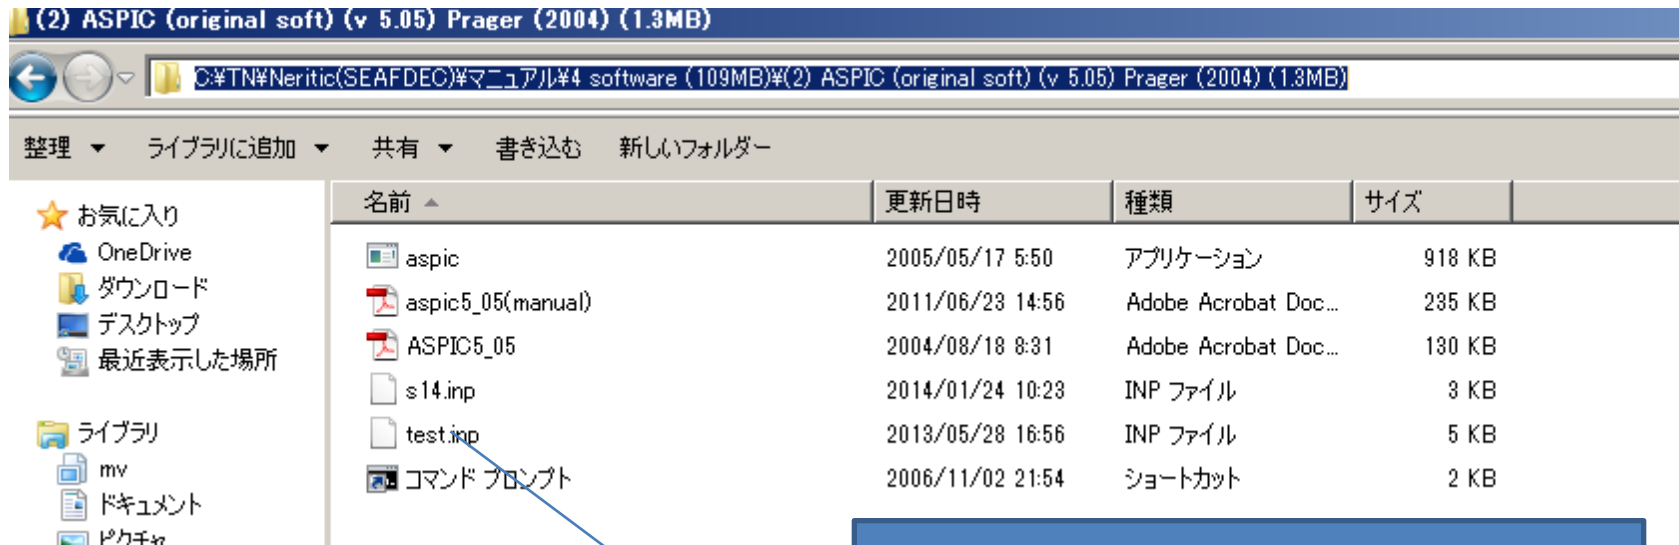 (2) ASPIC (original soft) (v 5.05) Prager (2004) (1.3MB)
C:¥TN¥Neritic(SEAFDEC)¥マニュアル¥4 software (109MB)¥(2) ASPIC (original soft) (v 5.05) Prager (2004) (1.3MB)
整理 ライブラリに追加 共有 書き込む 新しいフォルダー
名前 更新日時 種類 サイズ
お気に入り
OneDrive
ダウンロード
デスクトップ
最近表示した場所
ライブラリ
mv
ドキュメント
ピクチャ
aspic 2005/05/17 5:50 アプリケーション 918 KB
aspic5_05(manual) 2011/06/23 14:56 Adobe Acrobat Doc... 235 KB
ASPIC5_05 2004/08/18 8:31 Adobe Acrobat Doc... 130 KB
s14.inp 2014/01/24 10:23 INP ファイル 3 KB
test.inp 2013/05/28 16:56 INP ファイル 5 KB
コマンド プロンプト 2006/11/02 21:54 ショートカット 2 KB